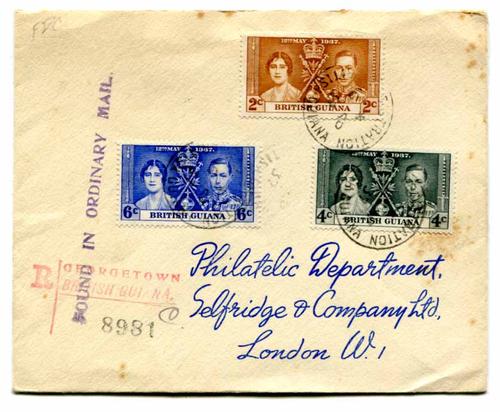 FDC
12TH MAY 1937.
2c 2c
BRITISH GUIANA
12TH MAY 1937.
6c 6c
BRITISH GUIANA
12TH MAY 1937.
4c 4c
BRITISH GUIANA
REGISTRATION
FOUND IN ORDINARY MAIL.
R GEORGETOWN
BRITISH GUIANA.
8981
Philatelic Department,
Selfridge & Company Ltd,
London W.1